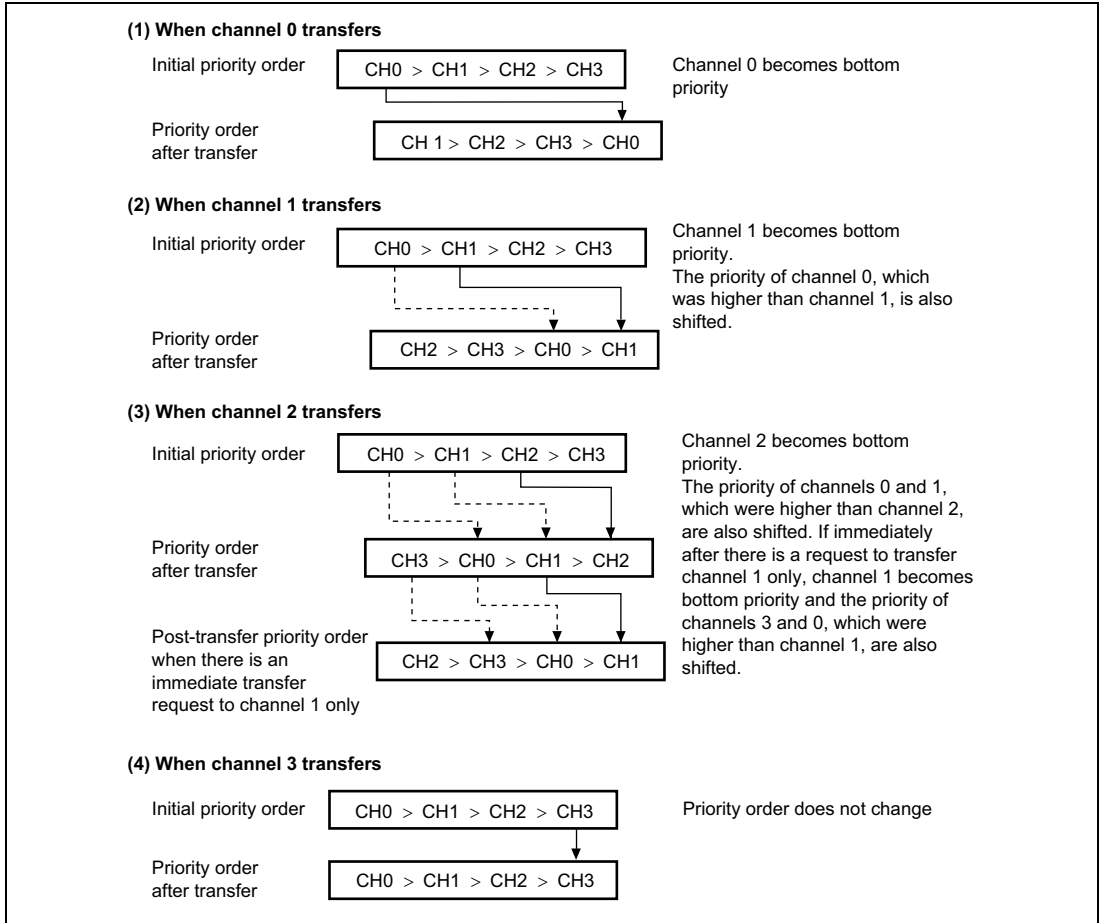 (1) When channel 0 transfers
Initial priority order
CH0 > CH1 > CH2 > CH3
Channel 0 becomes bottom
priority
Priority order
after transfer
CH 1 > CH2 > CH3 > CH0
(2) When channel 1 transfers
Initial priority order
CH0 > CH1 > CH2 > CH3
Channel 1 becomes bottom
priority.
The priority of channel 0, which
was higher than channel 1, is also
shifted.
Priority order
after transfer
CH2 > CH3 > CH0 > CH1
(3) When channel 2 transfers
Initial priority order
CH0 > CH1 > CH2 > CH3
Channel 2 becomes bottom
priority.
The priority of channels 0 and 1,
which were higher than channel 2,
are also shifted. If immediately
after there is a request to transfer
channel 1 only, channel 1 becomes
bottom priority and the priority of
channels 3 and 0, which were
higher than channel 1, are also
shifted.
Priority order
after transfer
CH3 > CH0 > CH1 > CH2
Post-transfer priority order
when there is an
immediate transfer
request to channel 1 only
CH2 > CH3 > CH0 > CH1
(4) When channel 3 transfers
Initial priority order
CH0 > CH1 > CH2 > CH3
Priority order does not change
Priority order
after transfer
CH0 > CH1 > CH2 > CH3